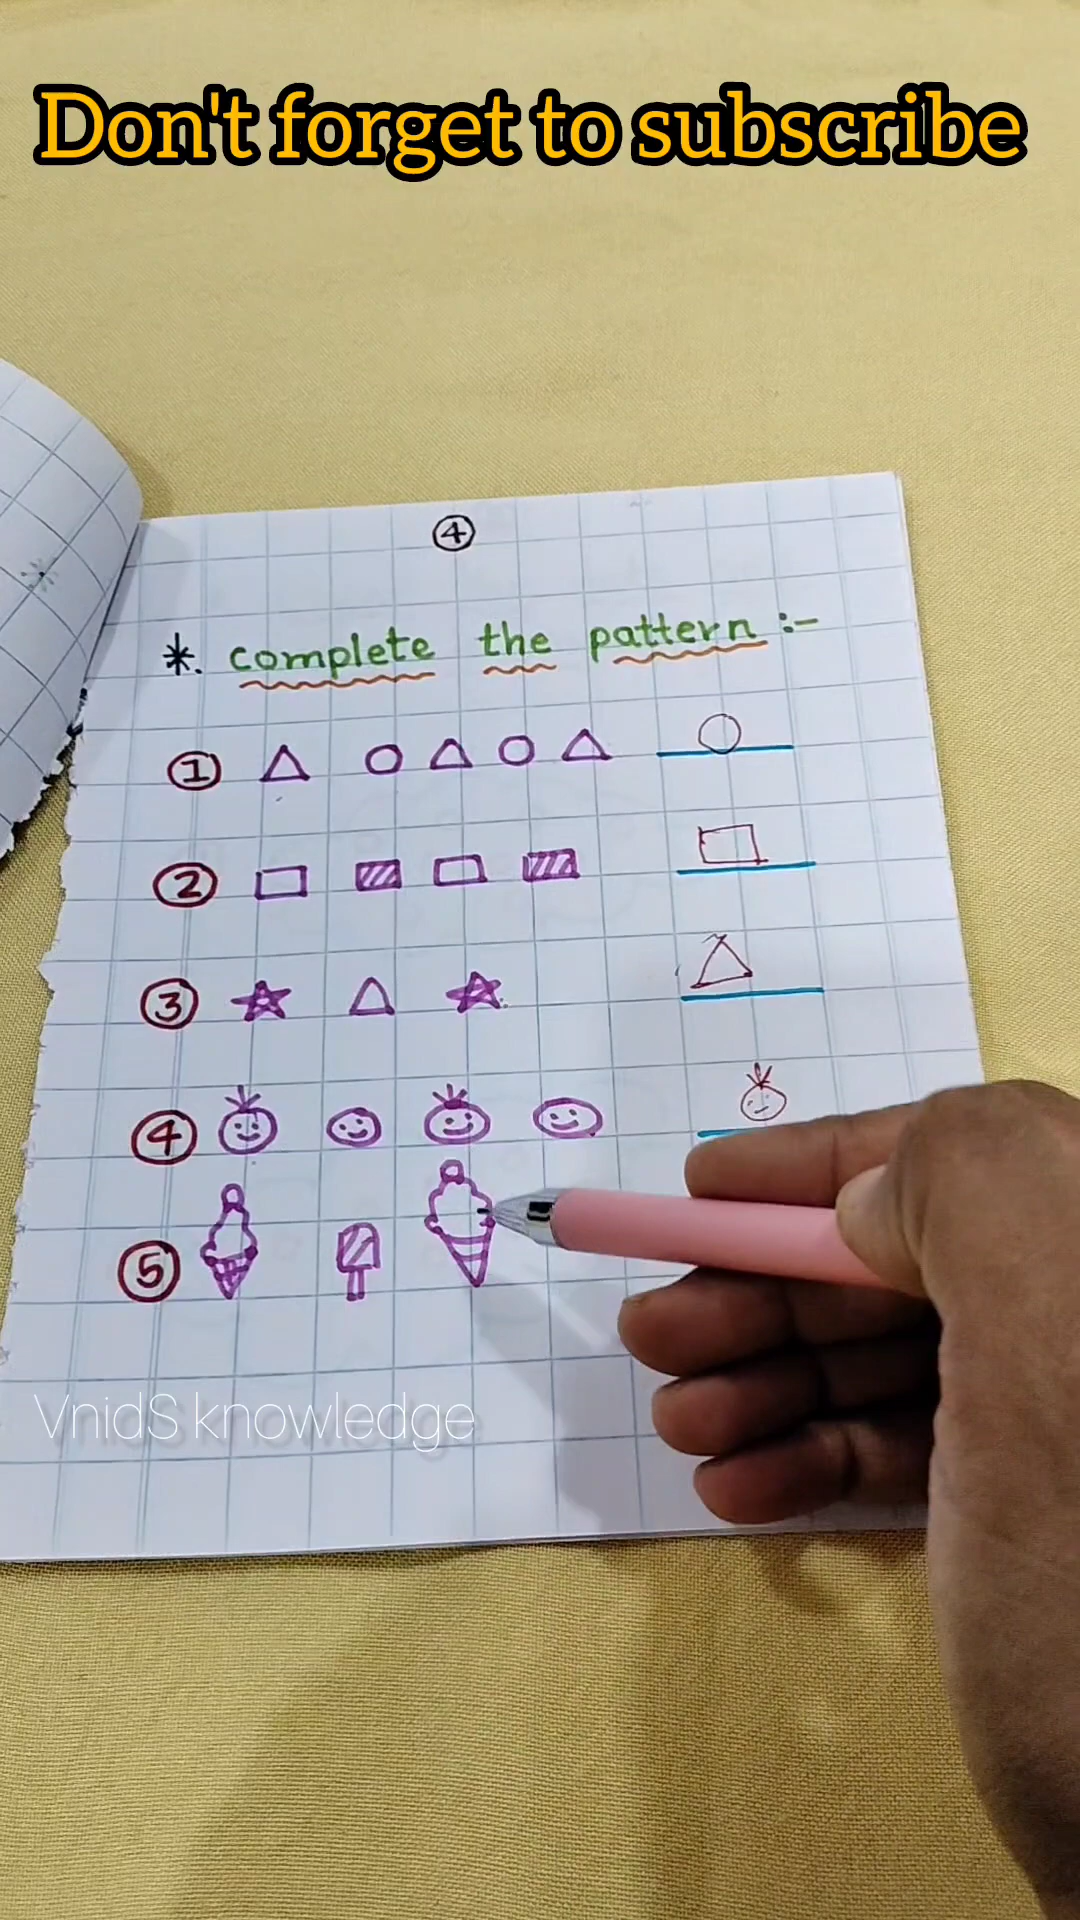 Don't forget to subscribe
4
*. complete the pattern :-
1
2
3
4
5
VnidS knowledge